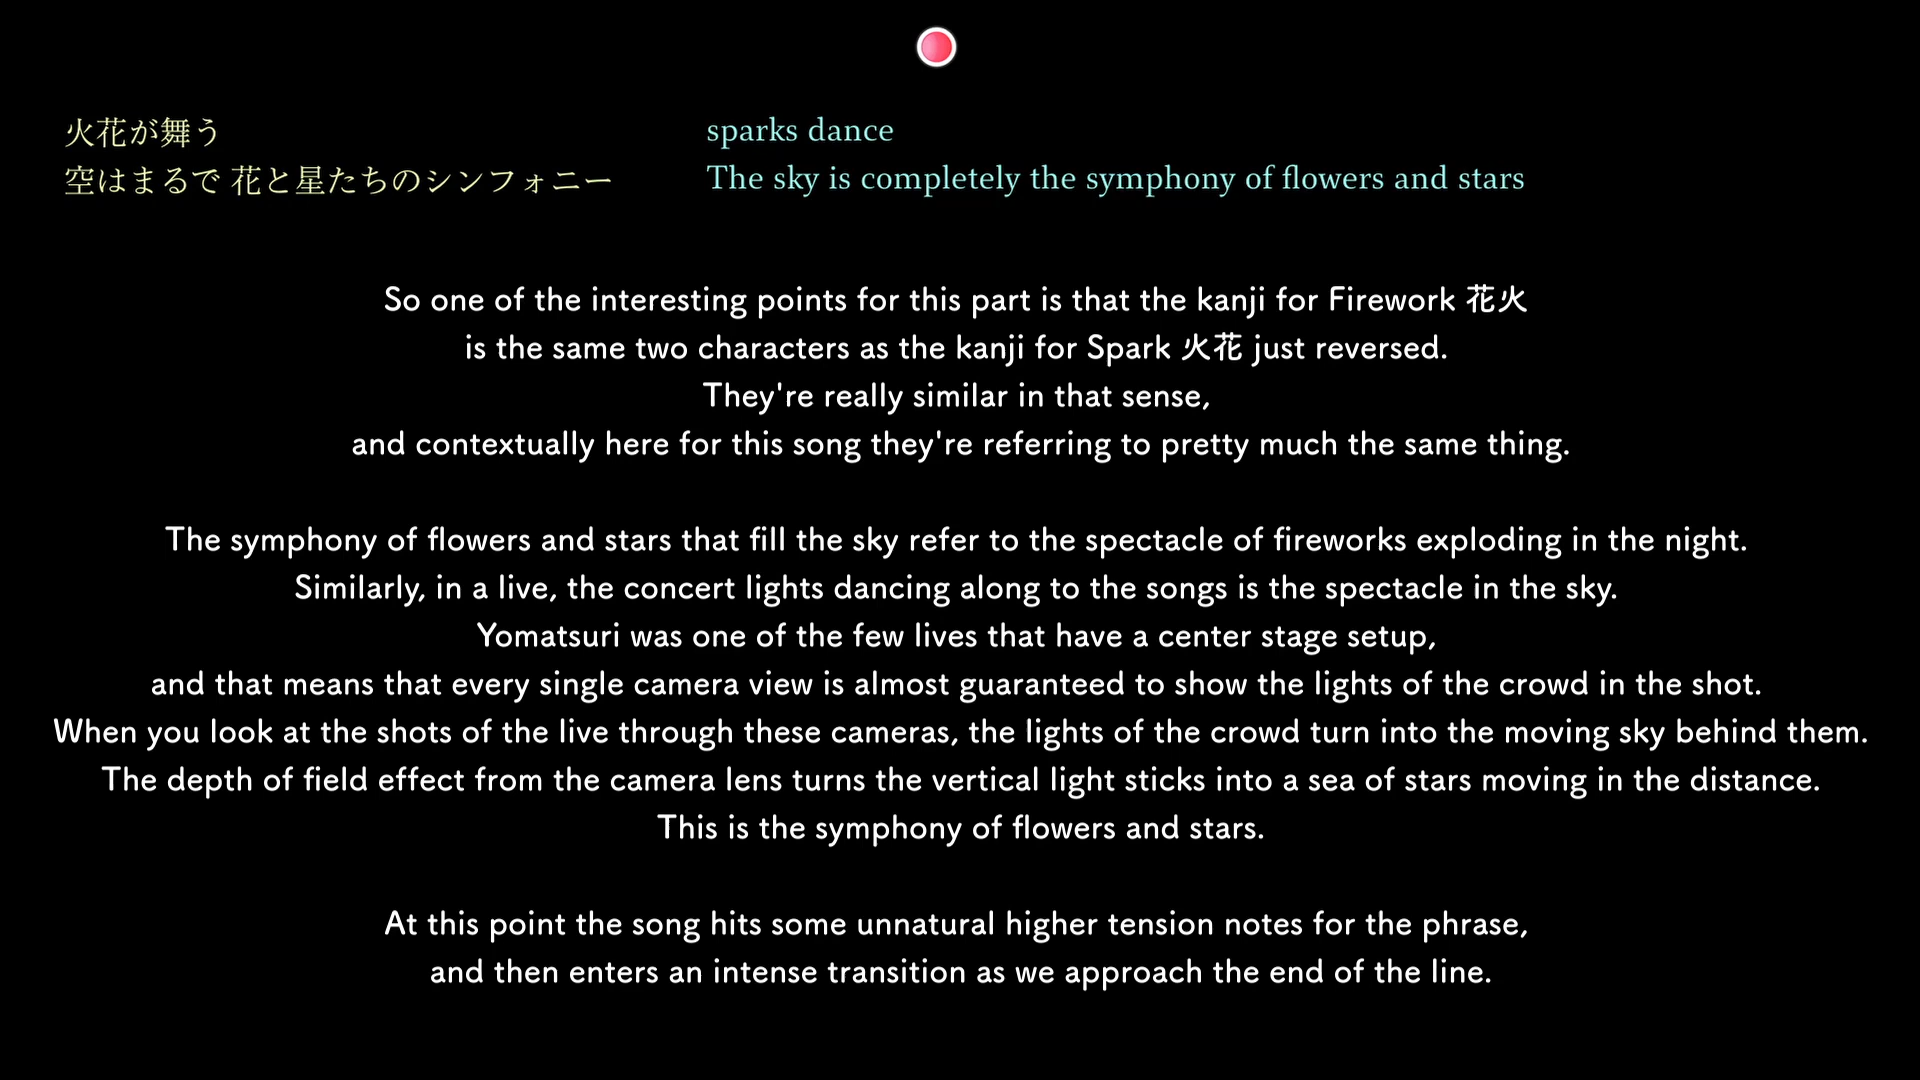 火花が舞う
空はまるで 花と星たちのシンフォニー
sparks dance
The sky is completely the symphony of flowers and stars
So one of the interesting points for this part is that the kanji for Firework 花火
is the same two characters as the kanji for Spark 火花 just reversed.
They're really similar in that sense,
and contextually here for this song they're referring to pretty much the same thing.
The symphony of flowers and stars that fill the sky refer to the spectacle of fireworks exploding in the night.
Similarly, in a live, the concert lights dancing along to the songs is the spectacle in the sky.
Yomatsuri was one of the few lives that have a center stage setup,
and that means that every single camera view is almost guaranteed to show the lights of the crowd in the shot.
When you look at the shots of the live through these cameras, the lights of the crowd turn into the moving sky behind them.
The depth of field effect from the camera lens turns the vertical light sticks into a sea of stars moving in the distance.
This is the symphony of flowers and stars.
At this point the song hits some unnatural higher tension notes for the phrase,
and then enters an intense transition as we approach the end of the line.